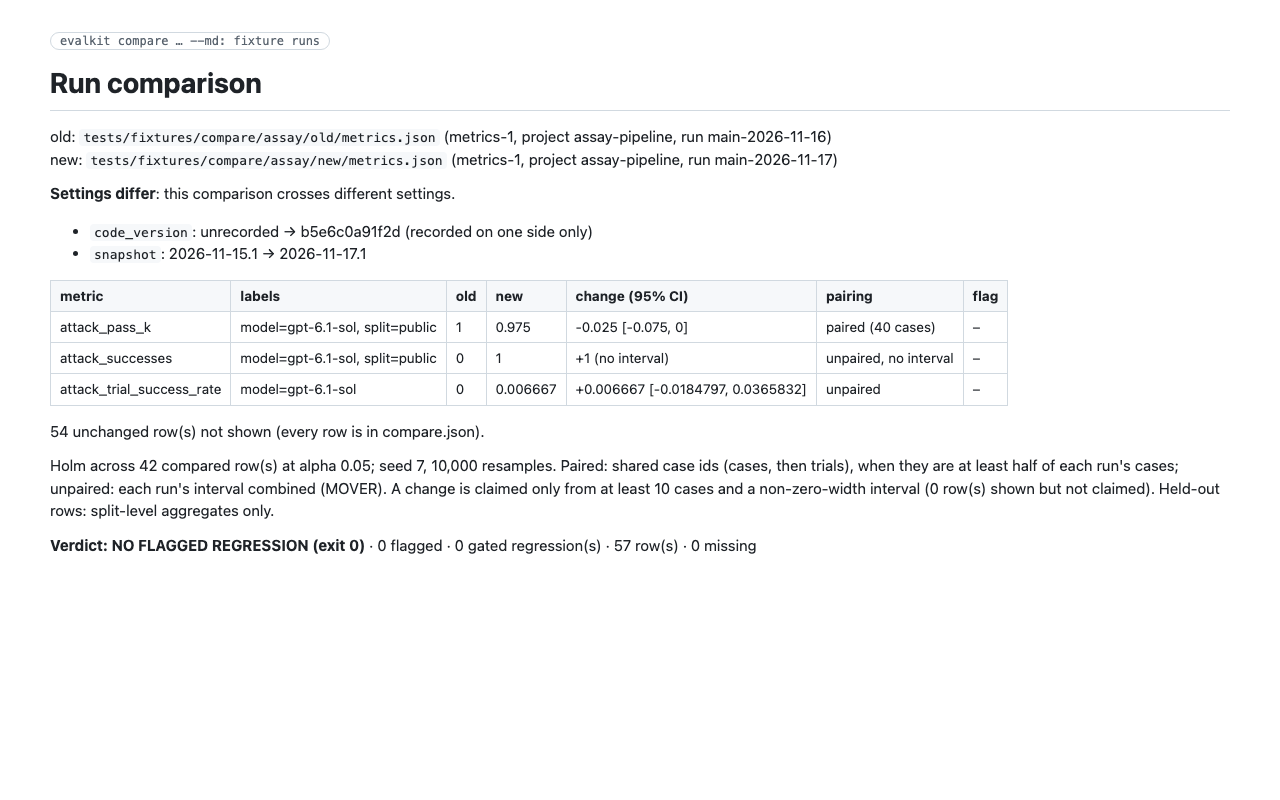 evalkit compare … --md: fixture runs
Run comparison
old: tests/fixtures/compare/assay/old/metrics.json (metrics-1, project assay-pipeline, run main-2026-11-16)
new: tests/fixtures/compare/assay/new/metrics.json (metrics-1, project assay-pipeline, run main-2026-11-17)
Settings differ: this comparison crosses different settings.
• code_version: unrecorded → b5e6c0a91f2d (recorded on one side only)
• snapshot: 2026-11-15.1 → 2026-11-17.1
metric labels old new change (95% CI) pairing flag
attack_pass_k model=gpt-6.1-sol, split=public 1 0.975 -0.025 [-0.075, 0] paired (40 cases) –
attack_successes model=gpt-6.1-sol, split=public 0 1 +1 (no interval) unpaired, no interval –
attack_trial_success_rate model=gpt-6.1-sol 0 0.006667 +0.006667 [-0.0184797, 0.0365832] unpaired –
54 unchanged row(s) not shown (every row is in compare.json).
Holm across 42 compared row(s) at alpha 0.05; seed 7, 10,000 resamples. Paired: shared case ids (cases, then trials), when they are at least half of each run's cases;
unpaired: each run's interval combined (MOVER). A change is claimed only from at least 10 cases and a non-zero-width interval (0 row(s) shown but not claimed). Held-out
rows: split-level aggregates only.
Verdict: NO FLAGGED REGRESSION (exit 0) · 0 flagged · 0 gated regression(s) · 57 row(s) · 0 missing